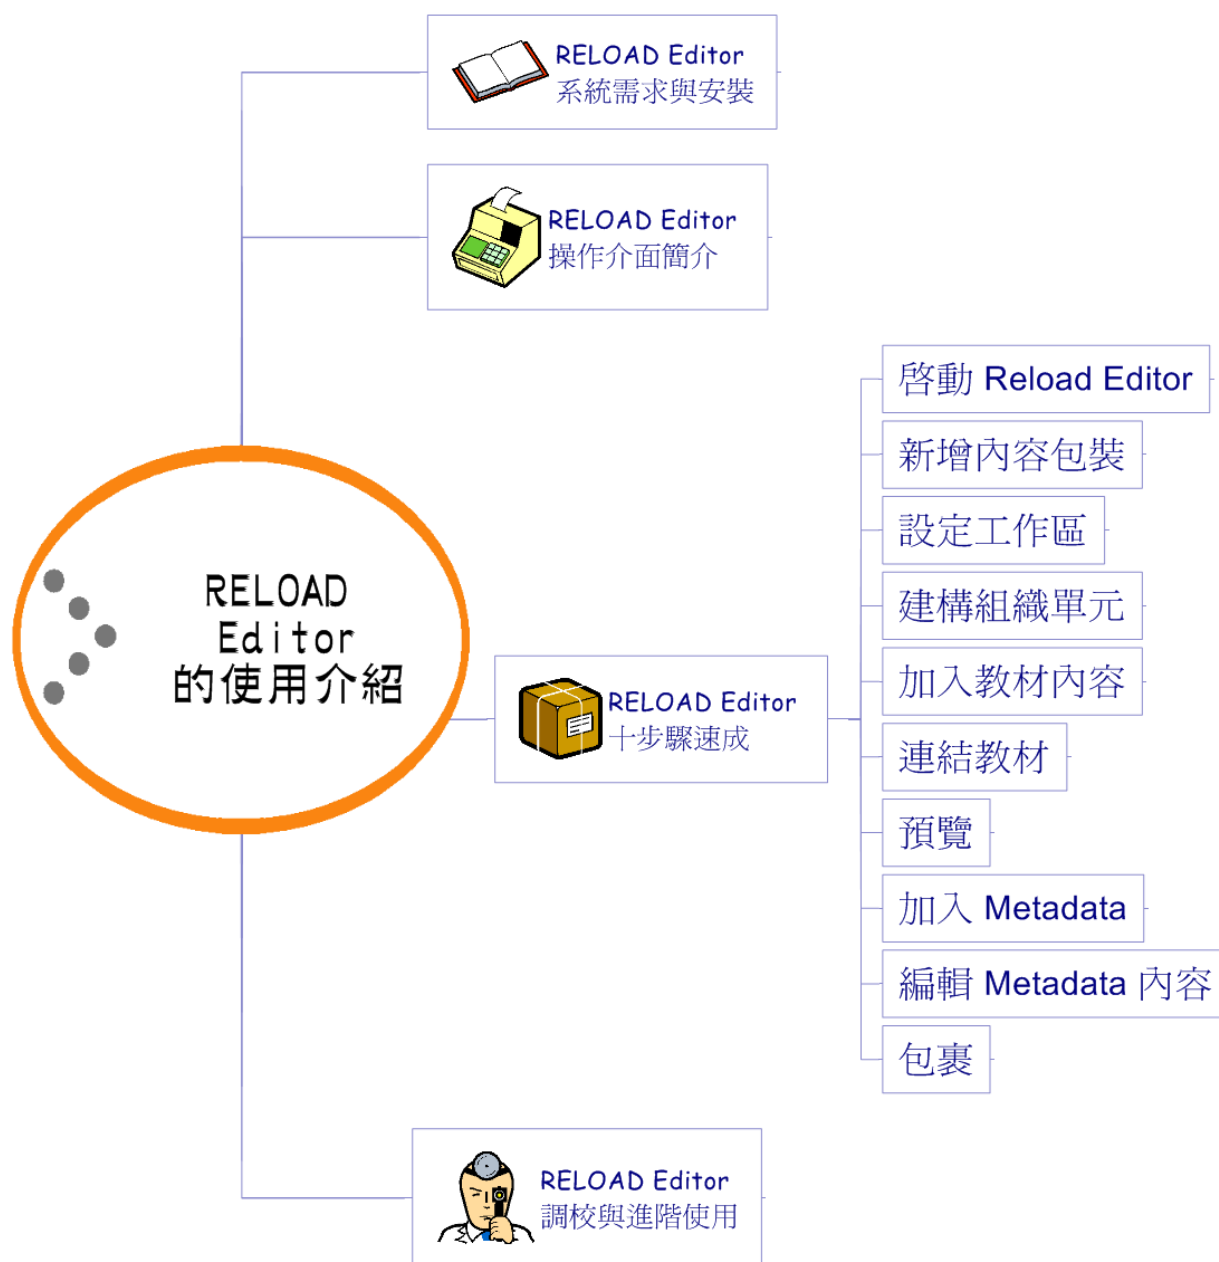 RELOAD Editor
系統需求與安裝
RELOAD Editor
操作介面簡介
RELOAD
Editor
的使用介紹
RELOAD Editor
十步驟速成
啓動 Reload Editor
新增內容包裝
設定工作區
建構組織單元
加入教材內容
連結教材
預覽
加入 Metadata
編輯 Metadata 內容
包裹
RELOAD Editor
調校與進階使用